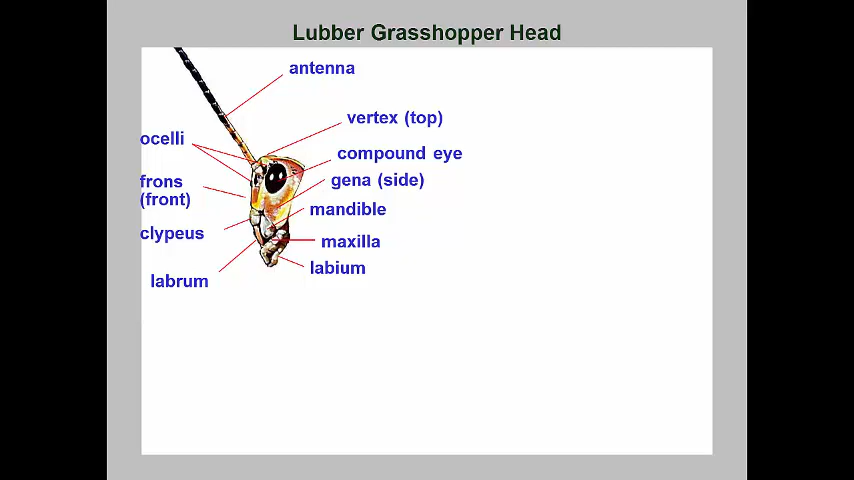 Lubber Grasshopper Head
antenna
vertex (top)
ocelli
compound eye
gena (side)
frons
(front)
mandible
clypeus
maxilla
labium
labrum